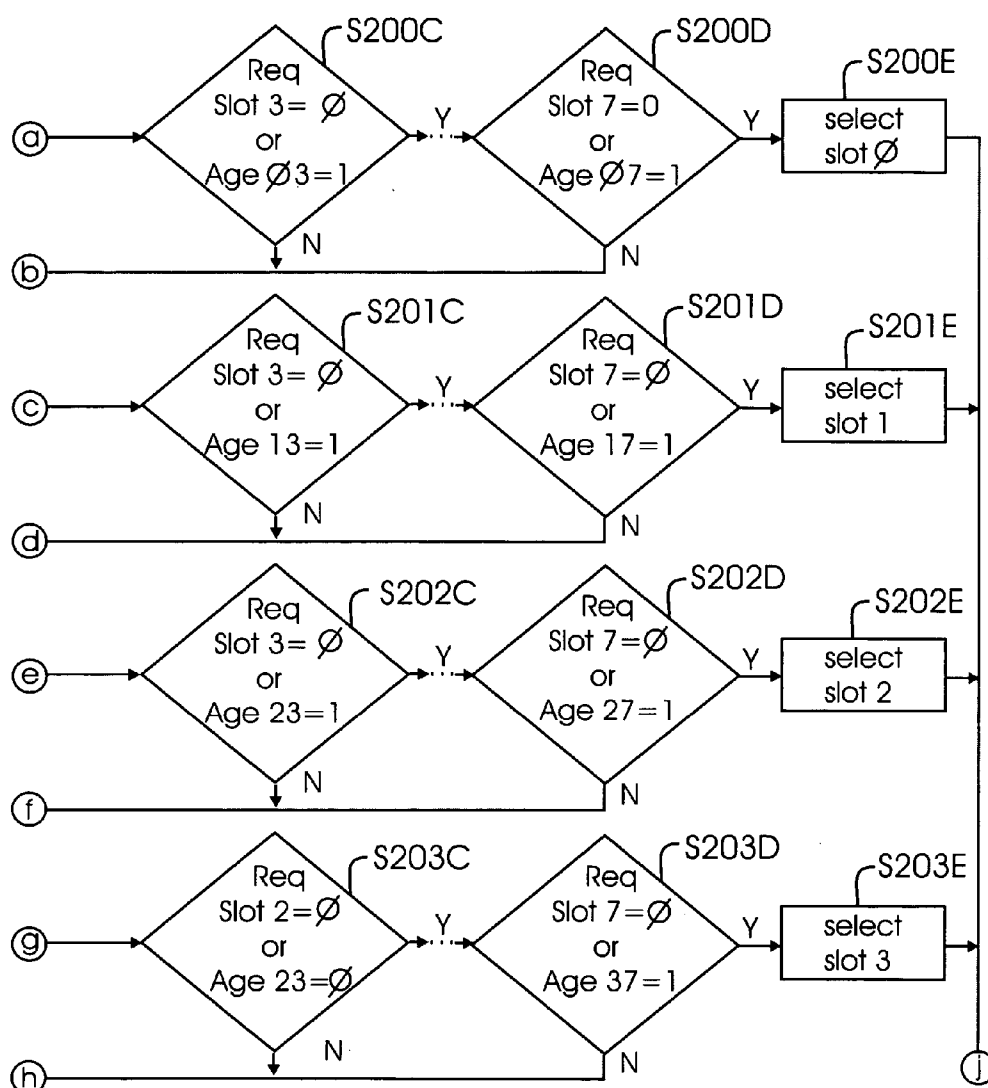 S200C
Req
Slot 3= Ø
or
Age Ø3=1
Y
S200D
Req
Slot 7=0
or
Age Ø7=1
Y
S200E
select
slot Ø
a
N
N
b
S201C
Req
Slot 3= Ø
or
Age 13=1
Y
S201D
Req
Slot 7=Ø
or
Age 17=1
Y
S201E
select
slot 1
c
N
N
d
S202C
Req
Slot 3=Ø
or
Age 23=1
Y
S202D
Req
Slot 7=Ø
or
Age 27=1
Y
S202E
select
slot 2
e
N
N
f
S203C
Req
Slot 2=Ø
or
Age 23=Ø
Y
S203D
Req
Slot 7=Ø
or
Age 37=1
Y
S203E
select
slot 3
g
N
N
h
j